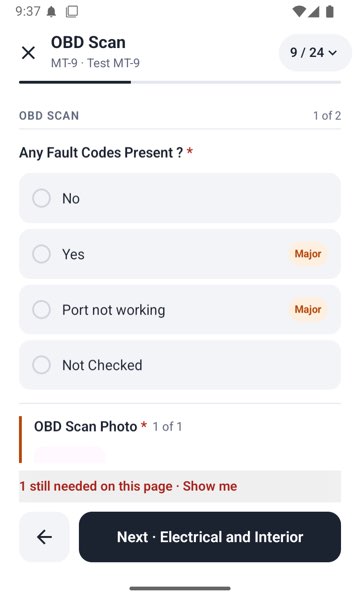 9:37
OBD Scan
MT-9 · Test MT-9
9 / 24
OBD SCAN
1 of 2
Any Fault Codes Present ? *
No
Yes
Major
Port not working
Major
Not Checked
OBD Scan Photo * 1 of 1
1 still needed on this page · Show me
Next · Electrical and Interior